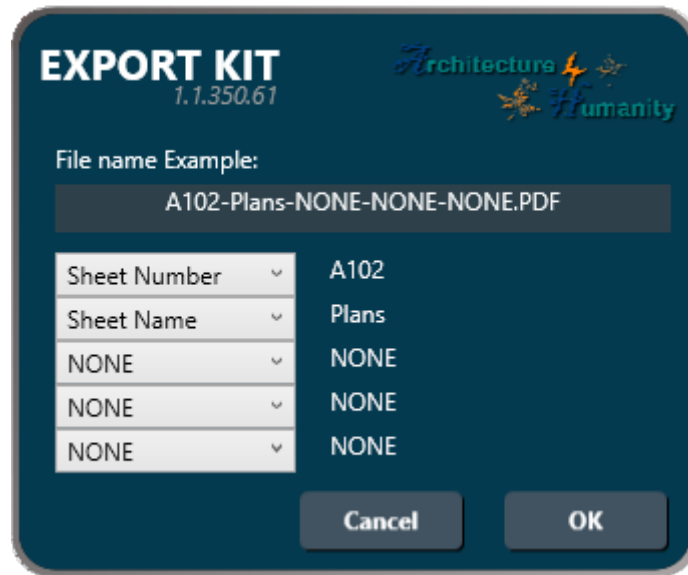 EXPORT KIT
1.1.350.61
Architecture 4
Humanity
File name Example:
A102-Plans-NONE-NONE-NONE.PDF
Sheet Number A102
Sheet Name Plans
NONE NONE
NONE NONE
NONE NONE
Cancel OK